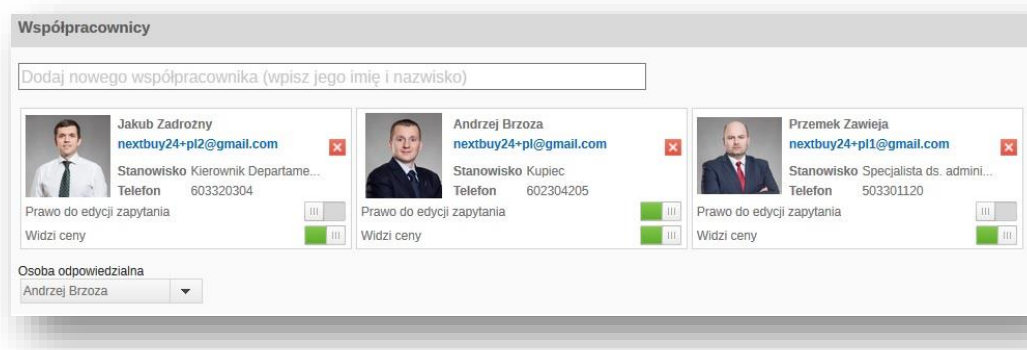 Współpracownicy
Dodaj nowego współpracownika (wpisz jego imię i nazwisko)
Jakub Zadrożny
nextbuy24+pl2@gmail.com
Stanowisko Kierownik Departame...
Telefon 603320304
Prawo do edycji zapytania
Widzi ceny
Andrzej Brzoza
nextbuy24+pl@gmail.com
Stanowisko Kupiec
Telefon 602304205
Prawo do edycji zapytania
Widzi ceny
Przemek Zawieja
nextbuy24+pl1@gmail.com
Stanowisko Specjalista ds. admini...
Telefon 503301120
Prawo do edycji zapytania
Widzi ceny
Osoba odpowiedzialna
Andrzej Brzoza